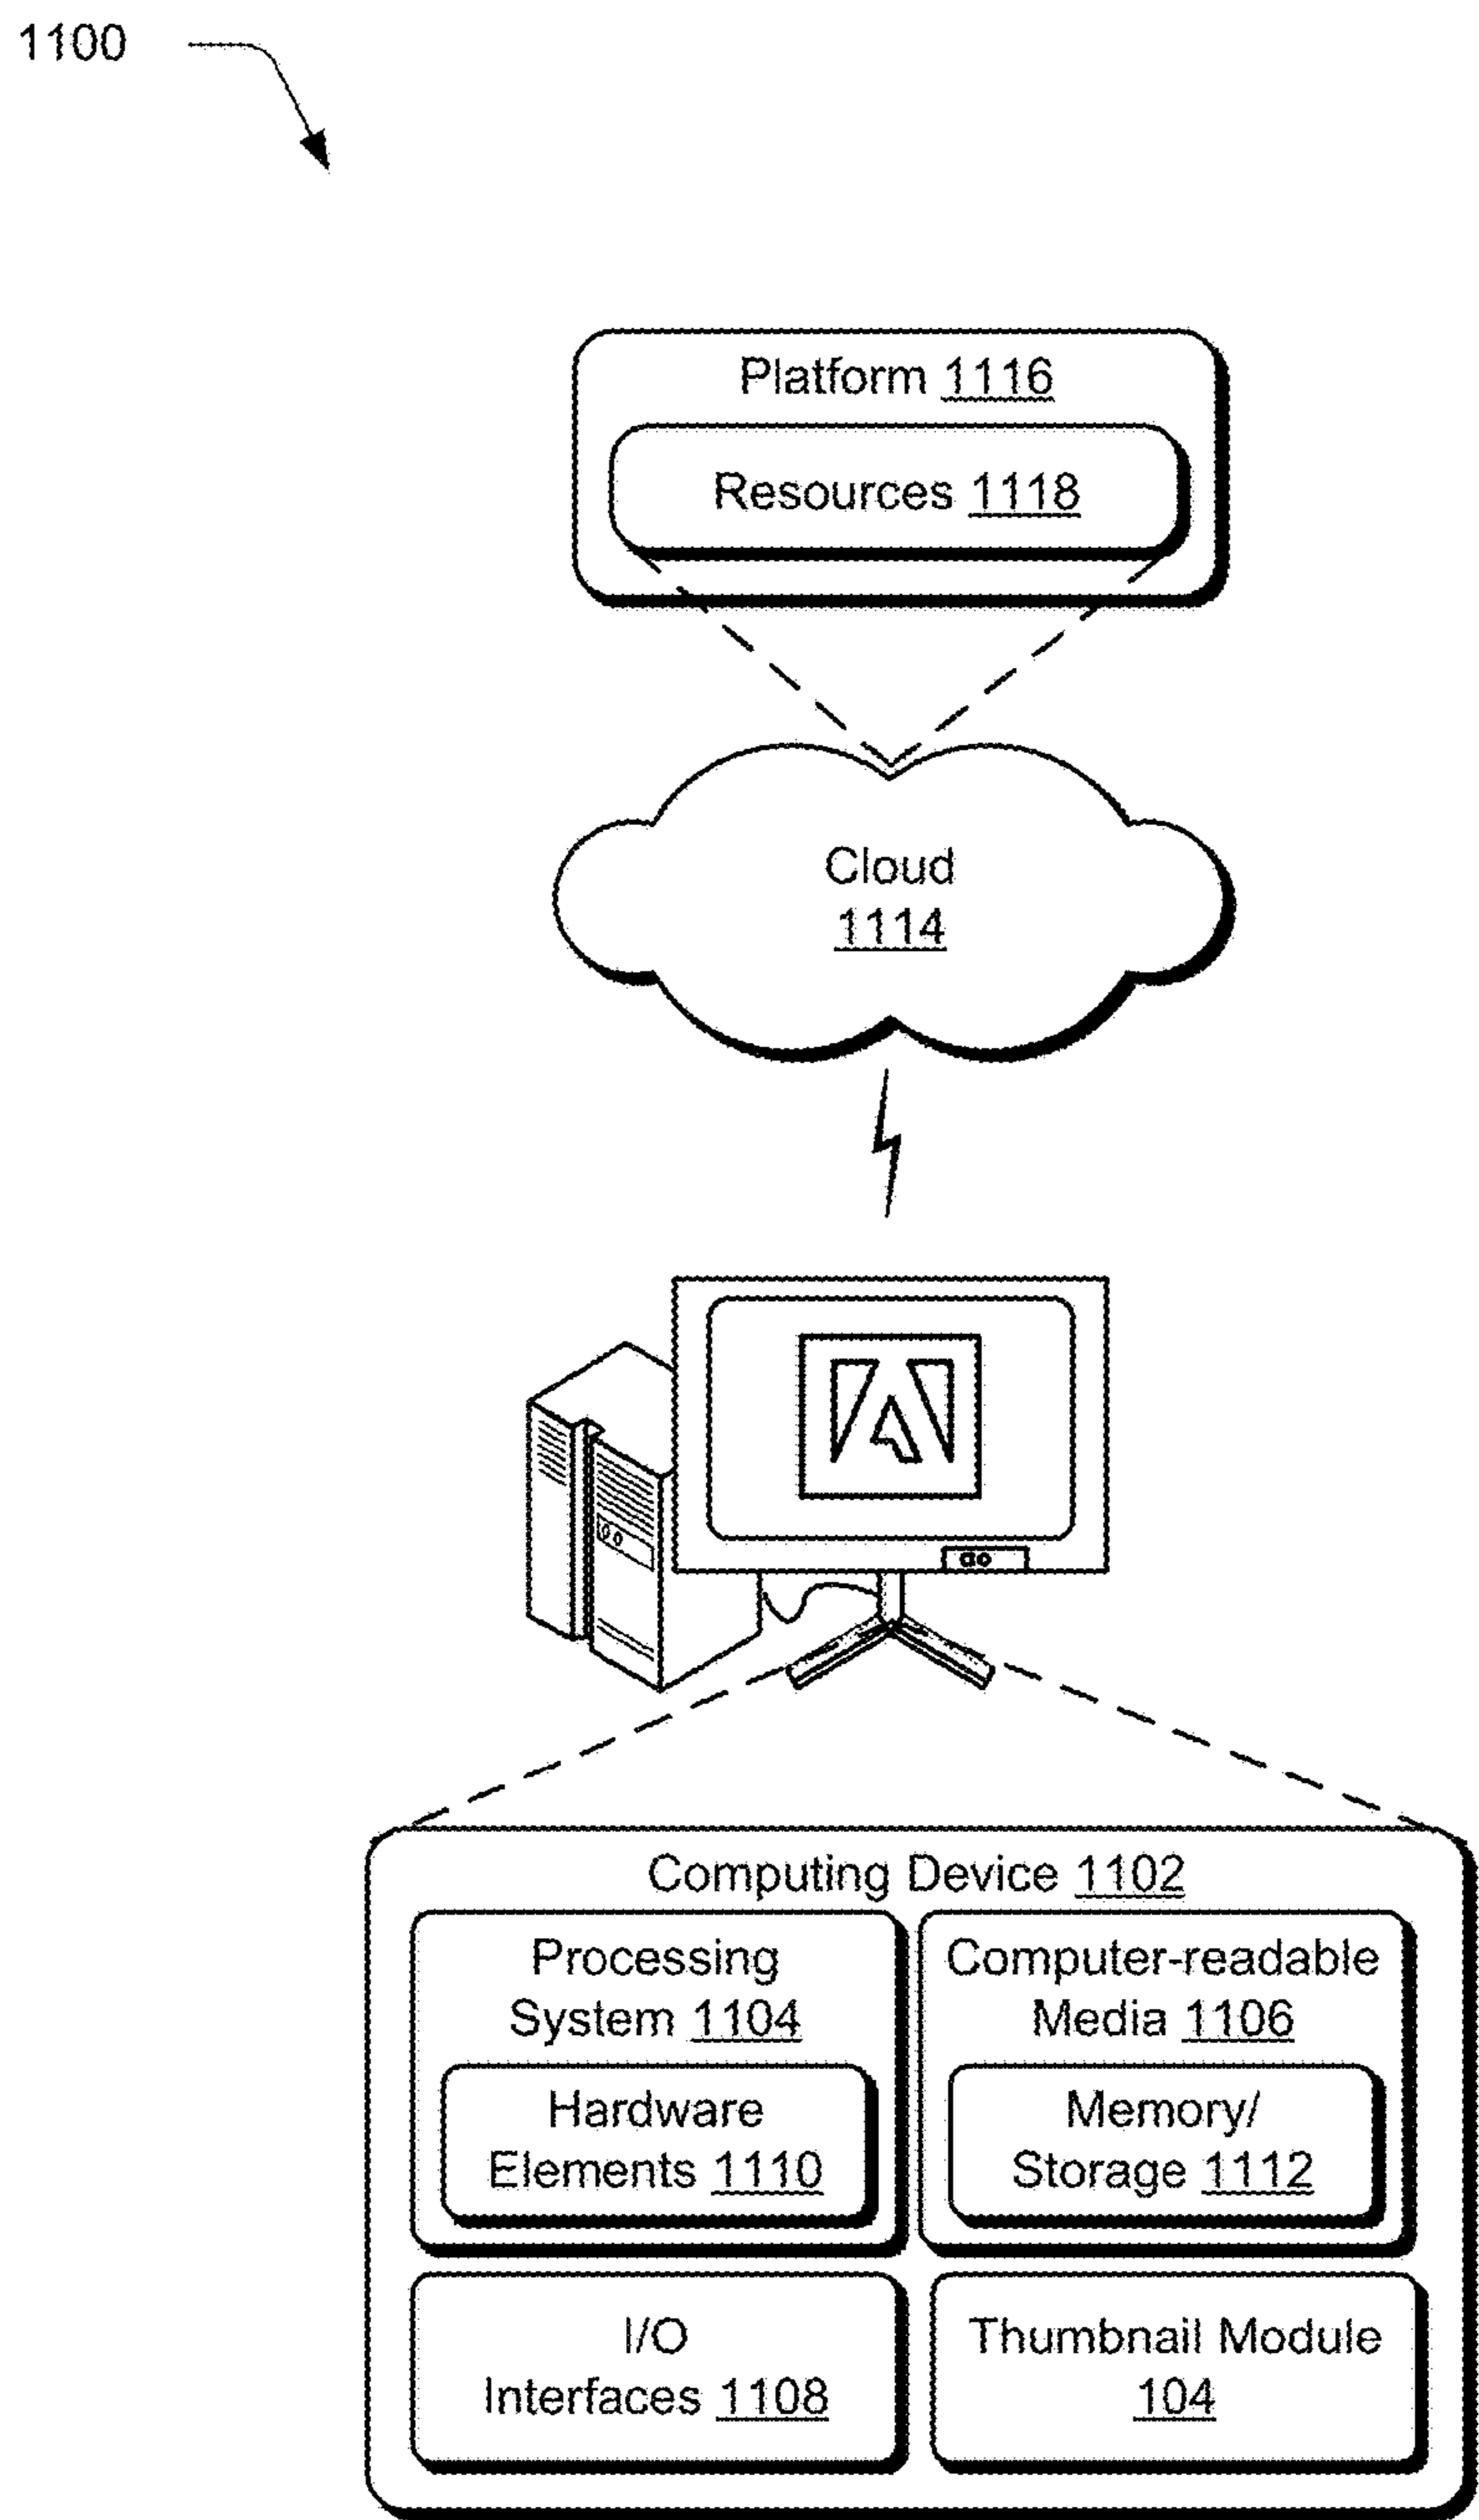 1100
Platform 1116
Resources 1118
Cloud
1114
Computing Device 1102
Processing
System 1104
Hardware
Elements 1110
Computer-readable
Media 1106
Memory/
Storage 1112
I/O
Interfaces 1108
Thumbnail Module
104